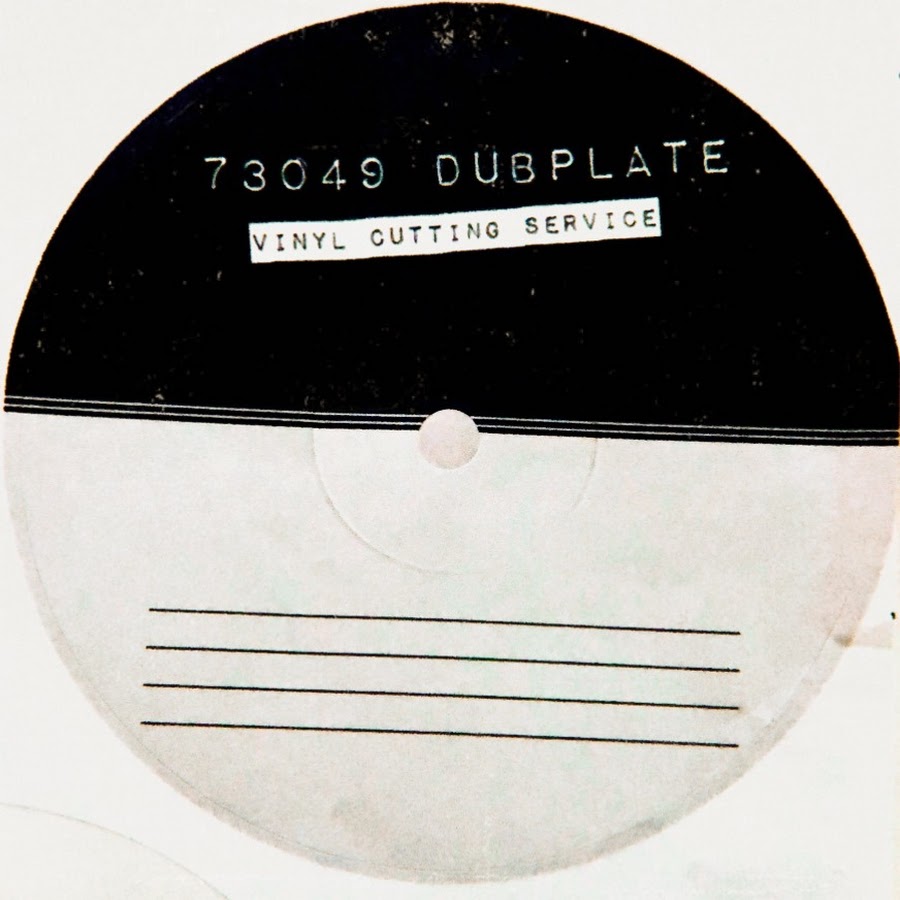 73049 DUBPLATE
VINYL CUTTING SERVICE